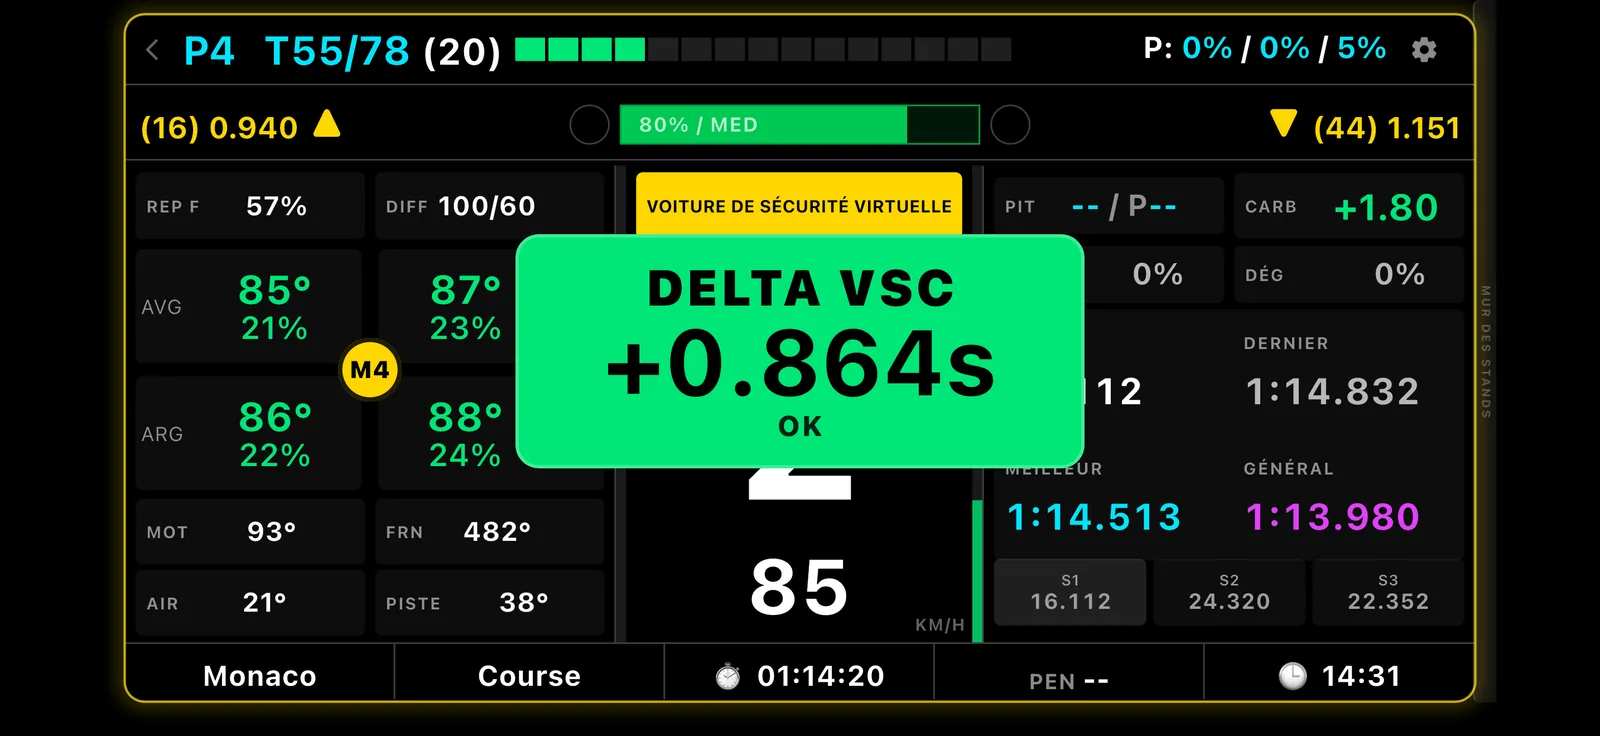 P4 T55/78 (20) P: 0% / 0% / 5%
(16) 0.940 80% / MED (44) 1.151
REP F 57% DIFF 100/60
VOITURE DE SÉCURITÉ VIRTUELLE
PIT -- / P-- CARB +1.80
0% DÉG 0%
AVG 85° 21% 87° 23%
M4
ARG 86° 22% 88° 24%
DELTA VSC
+0.864s
OK
112
DERNIER
1:14.832
MEILLEUR GÉNÉRAL
1:14.513 1:13.980
MOT 93° FRN 482°
AIR 21° PISTE 38°
2
85
KM/H
S1 S2 S3
16.112 24.320 22.352
MUR DES STANDS
Monaco Course 01:14:20 PEN -- 14:31